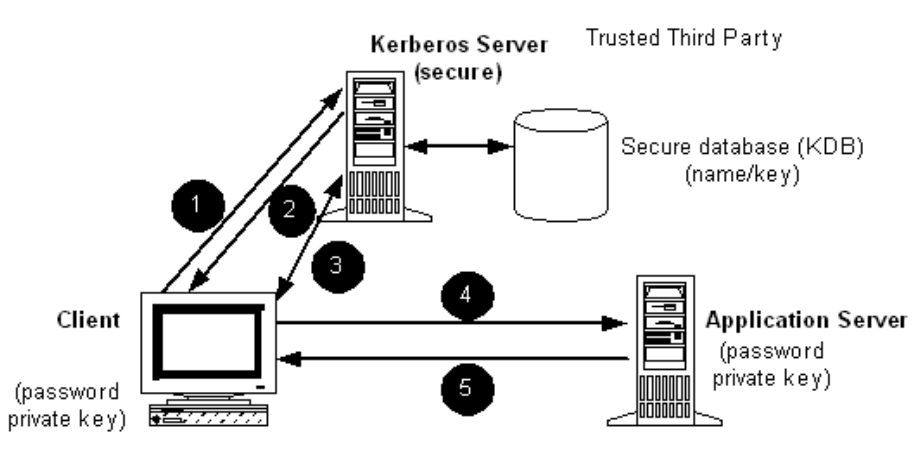 Kerberos Server
(secure)
Trusted Third Party
Secure database (KDB)
(name/key)
1
2
3
4
5
Client
(password
private key)
Application Server
(password
private key)